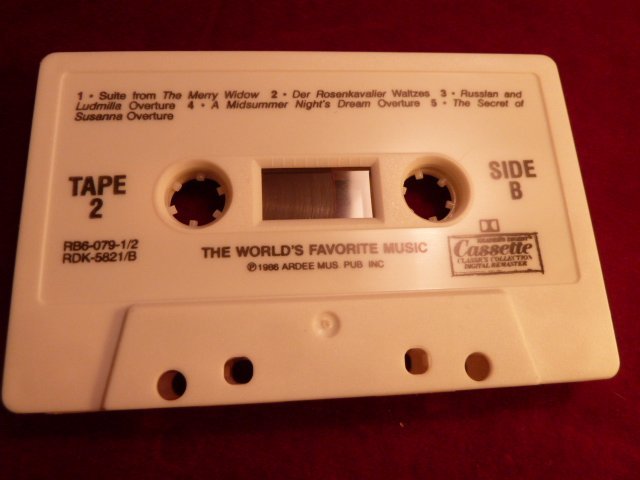 1 • Suite from The Merry Widow 2 • Der Rosenkavalier Waltzes 3 • Russlan and
Ludmilla Overture 4 • A Midsummer Night's Dream Overture 5 • The Secret of
Susanna Overture
TAPE
2
SIDE
B
RB6-079-1/2
RDK-5821/B
THE WORLD'S FAVORITE MUSIC
℗1986 ARDEE MUS. PUB. INC
Cassette
CLASSICS COLLECTION
DIGITAL REMASTER